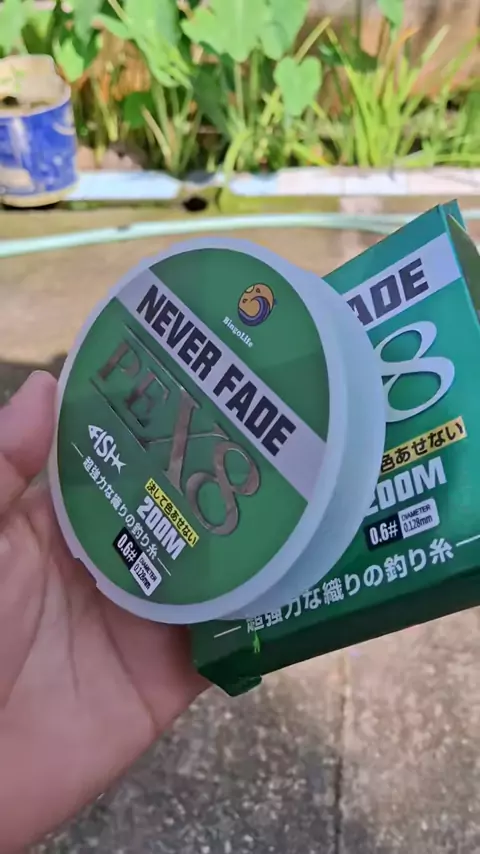 BingoLife
NEVER FADE
PEX8
FISH
決して色あせない
200M
0.6#
DIAMETER
0.128mm
超強力な織りの釣り糸
ADE
8
色あせない
200M
0.6#
DIAMETER
0.128mm
超強力な織りの釣り糸